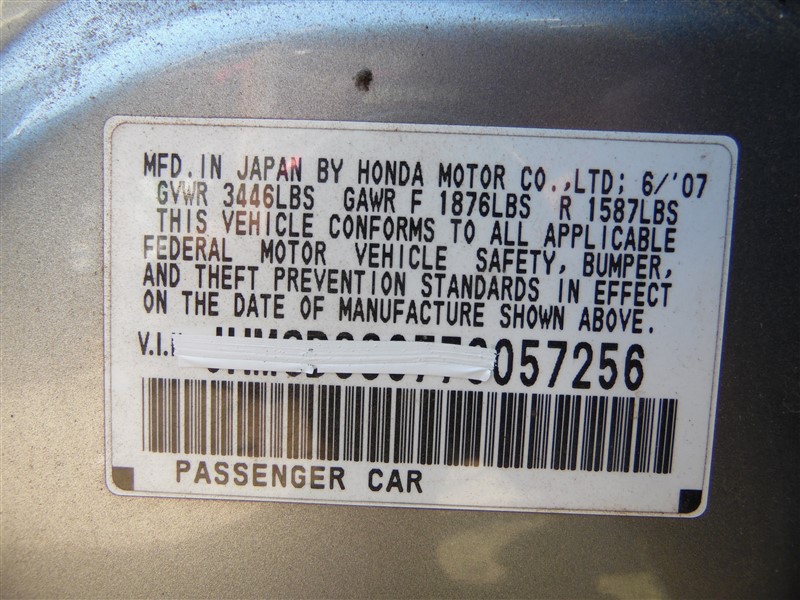 MFD.IN JAPAN BY HONDA MOTOR CO.,LTD; 6/'07
GVWR 3446LBS GAWR F 1876LBS R 1587LBS
THIS VEHICLE CONFORMS TO ALL APPLICABLE
FEDERAL MOTOR VEHICLE SAFETY, BUMPER,
AND THEFT PREVENTION STANDARDS IN EFFECT
ON THE DATE OF MANUFACTURE SHOWN ABOVE.
V.I.
PASSENGER CAR